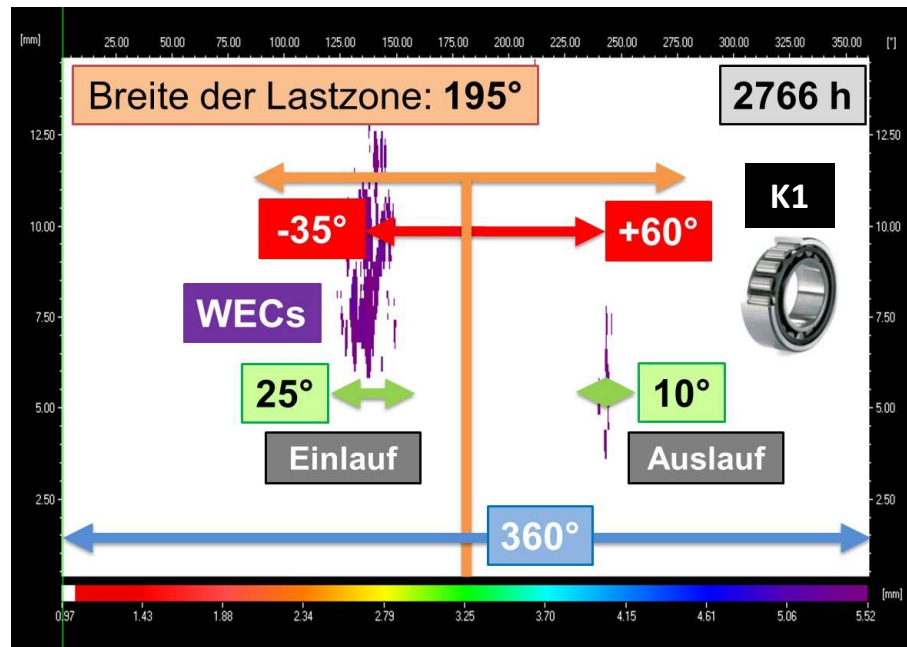 [mm] 25.00 50.00 75.00 100.00 125.00 150.00 175.00 200.00 225.00 250.00 275.00 300.00 325.00 350.00 [°]
Breite der Lastzone: 195°
2766 h
12.50 12.50
K1
-35° +60°
10.00 10.00
WECs
7.50 7.50
25° 10°
5.00 5.00
Einlauf Auslauf
2.50 2.50
360°
[mm]
0.97 1.43 1.88 2.34 2.79 3.25 3.70 4.15 4.61 5.06 5.52